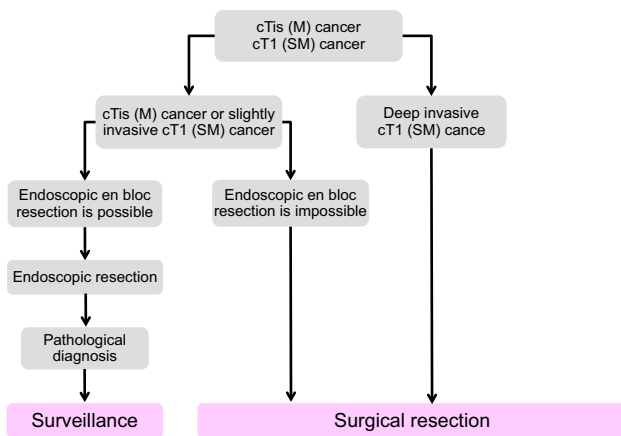 cTis (M) cancer
cT1 (SM) cancer
cTis (M) cancer or slightly
invasive cT1 (SM) cancer
Deep invasive
cT1 (SM) cance
Endoscopic en bloc
resection is possible
Endoscopic en bloc
resection is impossible
Endoscopic resection
Pathological
diagnosis
Surveillance
Surgical resection